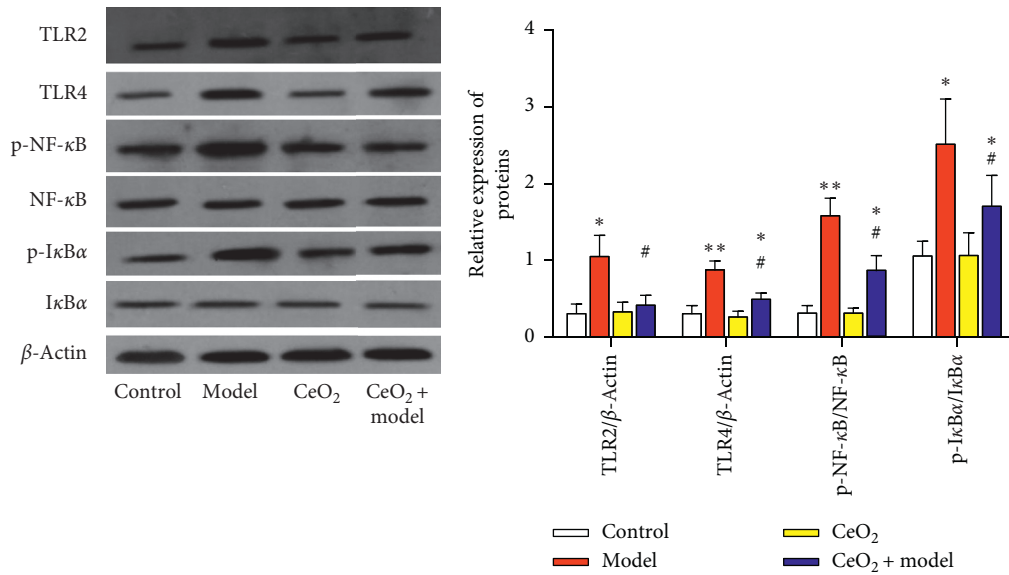 TLR2
TLR4
p-NF-κB
NF-κB
p-IκBα
IκBα
β-Actin
Control Model CeO₂ CeO₂ +
model
Relative expression of
proteins
4
3
2
1
0
*
#
**
*
#
**
*
#
*
*
#
TLR2/β-Actin
TLR4/β-Actin
p-NF-κB/NF-κB
p-IκBα/IκBα
Control
Model
CeO₂
CeO₂ + model